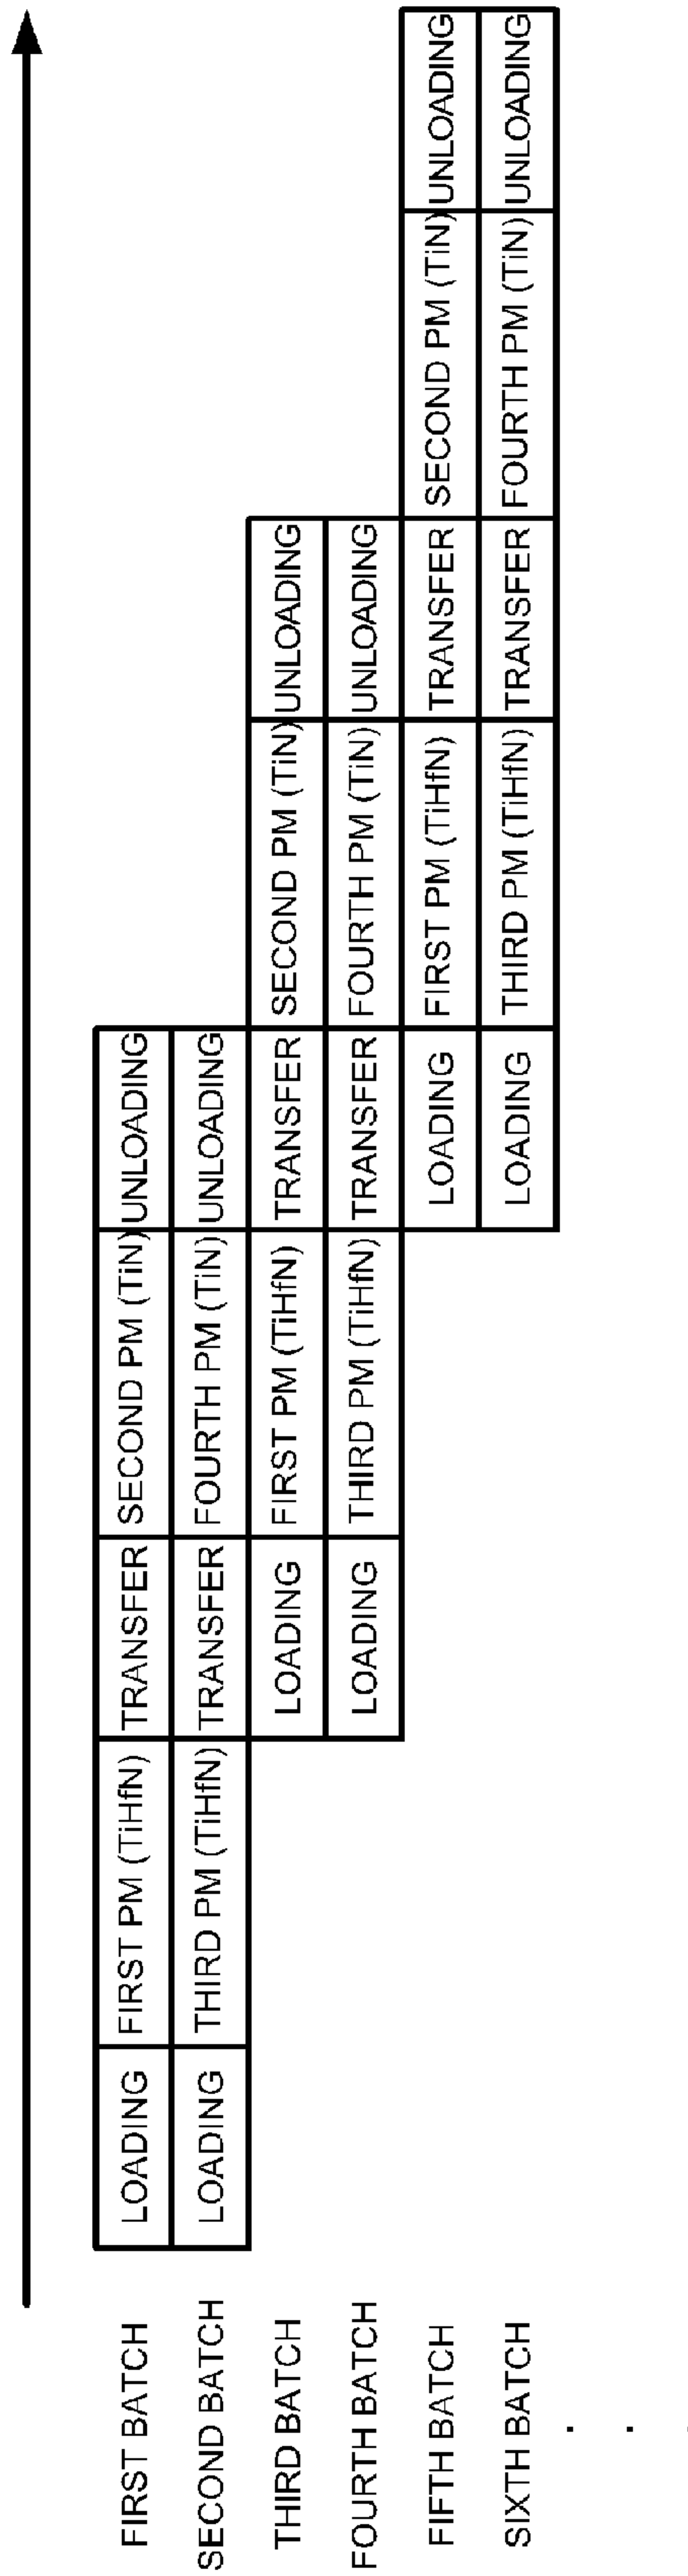 FIRST BATCH LOADING FIRST PM (TiHfN) TRANSFER SECOND PM (TiN) UNLOADING
SECOND BATCH LOADING THIRD PM (TiHfN) TRANSFER FOURTH PM (TiN) UNLOADING
THIRD BATCH LOADING FIRST PM (TiHfN) TRANSFER SECOND PM (TiN) UNLOADING
FOURTH BATCH LOADING THIRD PM (TiHfN) TRANSFER FOURTH PM (TiN) UNLOADING
FIFTH BATCH LOADING FIRST PM (TiHfN) TRANSFER SECOND PM (TiN) UNLOADING
SIXTH BATCH LOADING THIRD PM (TiHfN) TRANSFER FOURTH PM (TiN) UNLOADING
. . .